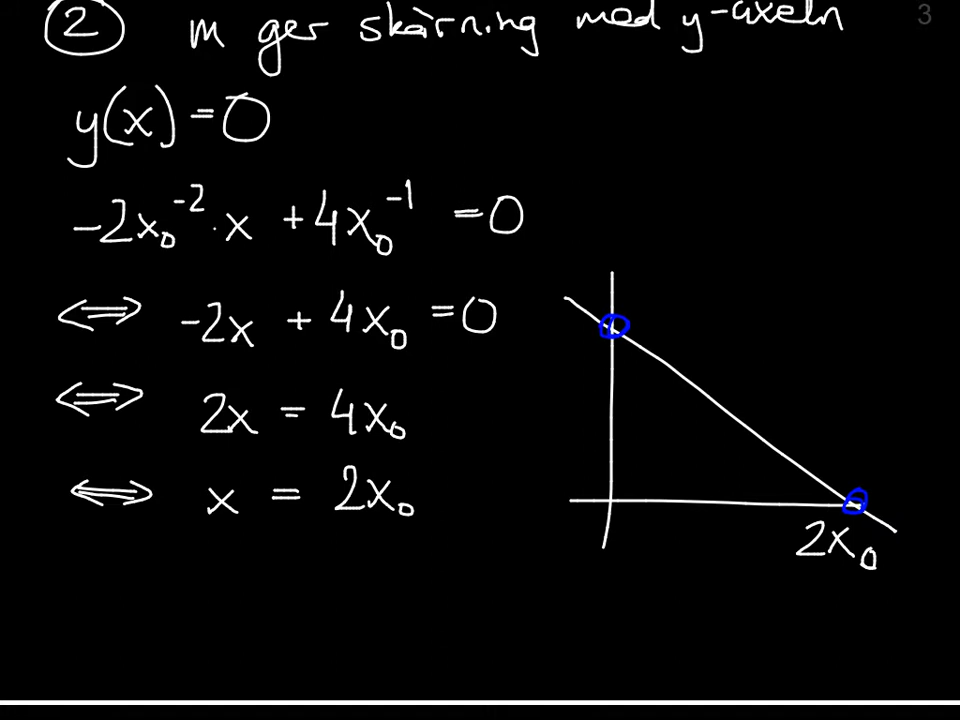 ② m ger skärning med y-axeln
3
y(x) = 0
-2x₀⁻²·x + 4x₀⁻¹ = 0
⟺ -2x + 4x₀ = 0
⟺ 2x = 4x₀
⟺ x = 2x₀
2x₀